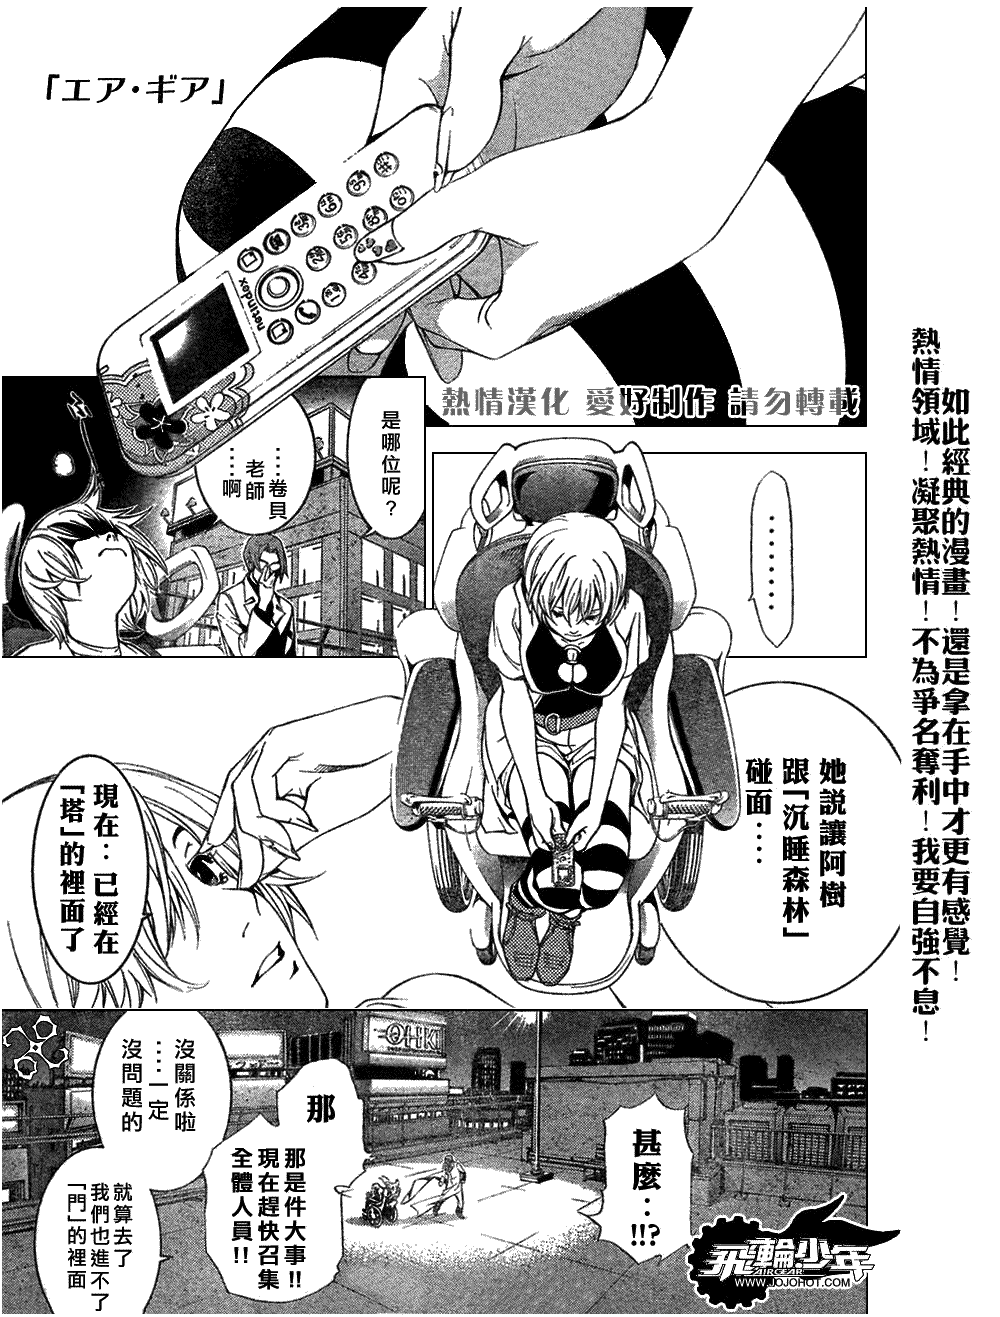 「エア・ギア」
netindex
熱情漢化 愛好制作 請勿轉載
如此經典的漫畫！還是拿在手中才更有感覺！
熱情領域！凝聚熱情！不為爭名奪利！我要自強不息！
………
是哪位呢？
……卷貝
老師
……啊
她說讓阿樹
跟「沉睡森林」
碰面‥‥
現在‥已經在
「塔」的裡面了
甚麼‥!!?
那
那是件大事!!
現在趕快召集
全體人員!!
沒關係啦
……一定
沒問題的
就算去了
我們也進不了
「門」的裡面
OHKI
飛輪少年
AIRGEAR
WWW.JOJOHOT.COM